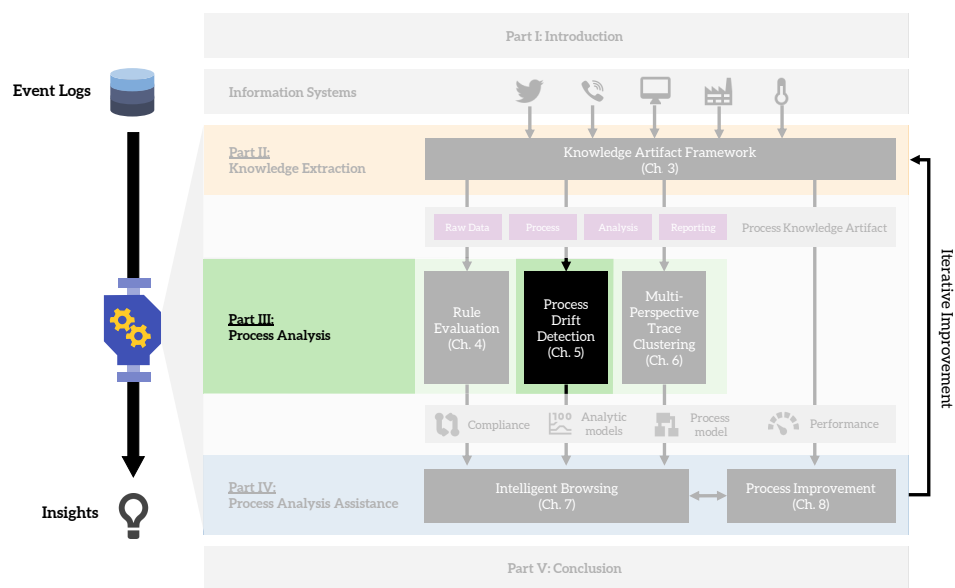 Part I: Introduction
Event Logs
Information Systems
Part II:
Knowledge Extraction
Knowledge Artifact Framework
(Ch. 3)
Raw Data
Process
Analysis
Reporting
Process Knowledge Artifact
Part III:
Process Analysis
Rule
Evaluation
(Ch. 4)
Process
Drift
Detection
(Ch. 5)
Multi-
Perspective
Trace
Clustering
(Ch. 6)
Iterative Improvement
Compliance
100
Analytic
models
Process
model
Performance
Part IV:
Process Analysis Assistance
Intelligent Browsing
(Ch. 7)
Process Improvement
(Ch. 8)
Insights
Part V: Conclusion